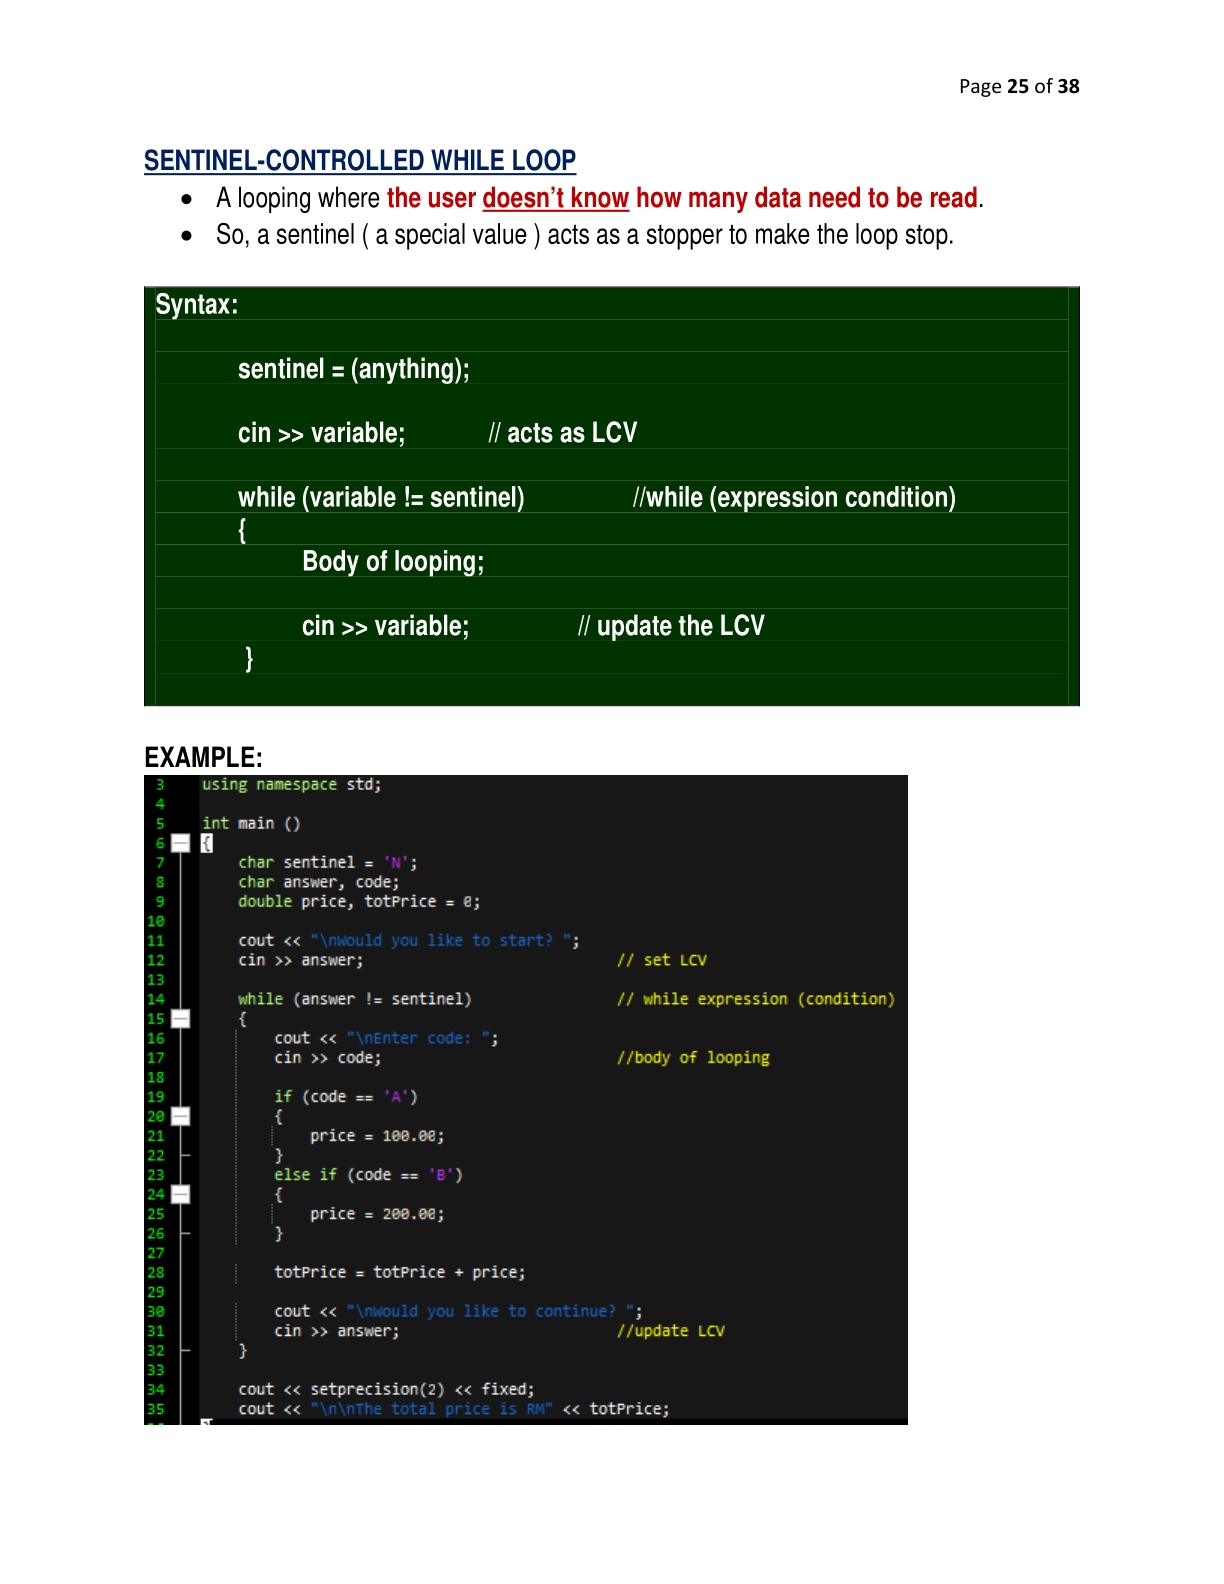 Page 25 of 38
SENTINEL-CONTROLLED WHILE LOOP
• A looping where the user doesn’t know how many data need to be read.
• So, a sentinel ( a special value ) acts as a stopper to make the loop stop.
Syntax:
sentinel = (anything);
cin >> variable; // acts as LCV
while (variable != sentinel) //while (expression condition)
{
Body of looping;
cin >> variable; // update the LCV
}
EXAMPLE:
3 using namespace std;
4
5 int main ()
6 {
7 char sentinel = 'N';
8 char answer, code;
9 double price, totPrice = 0;
10
11 cout << "\nWould you like to start? ";
12 cin >> answer; // set LCV
13
14 while (answer != sentinel) // while expression (condition)
15 {
16 cout << "\nEnter code: ";
17 cin >> code; //body of looping
18
19 if (code == 'A')
20 {
21 price = 100.00;
22 }
23 else if (code == 'B')
24 {
25 price = 200.00;
26 }
27
28 totPrice = totPrice + price;
29
30 cout << "\nWould you like to continue? ";
31 cin >> answer; //update LCV
32 }
33
34 cout << setprecision(2) << fixed;
35 cout << "\n\nThe total price is RM" << totPrice;